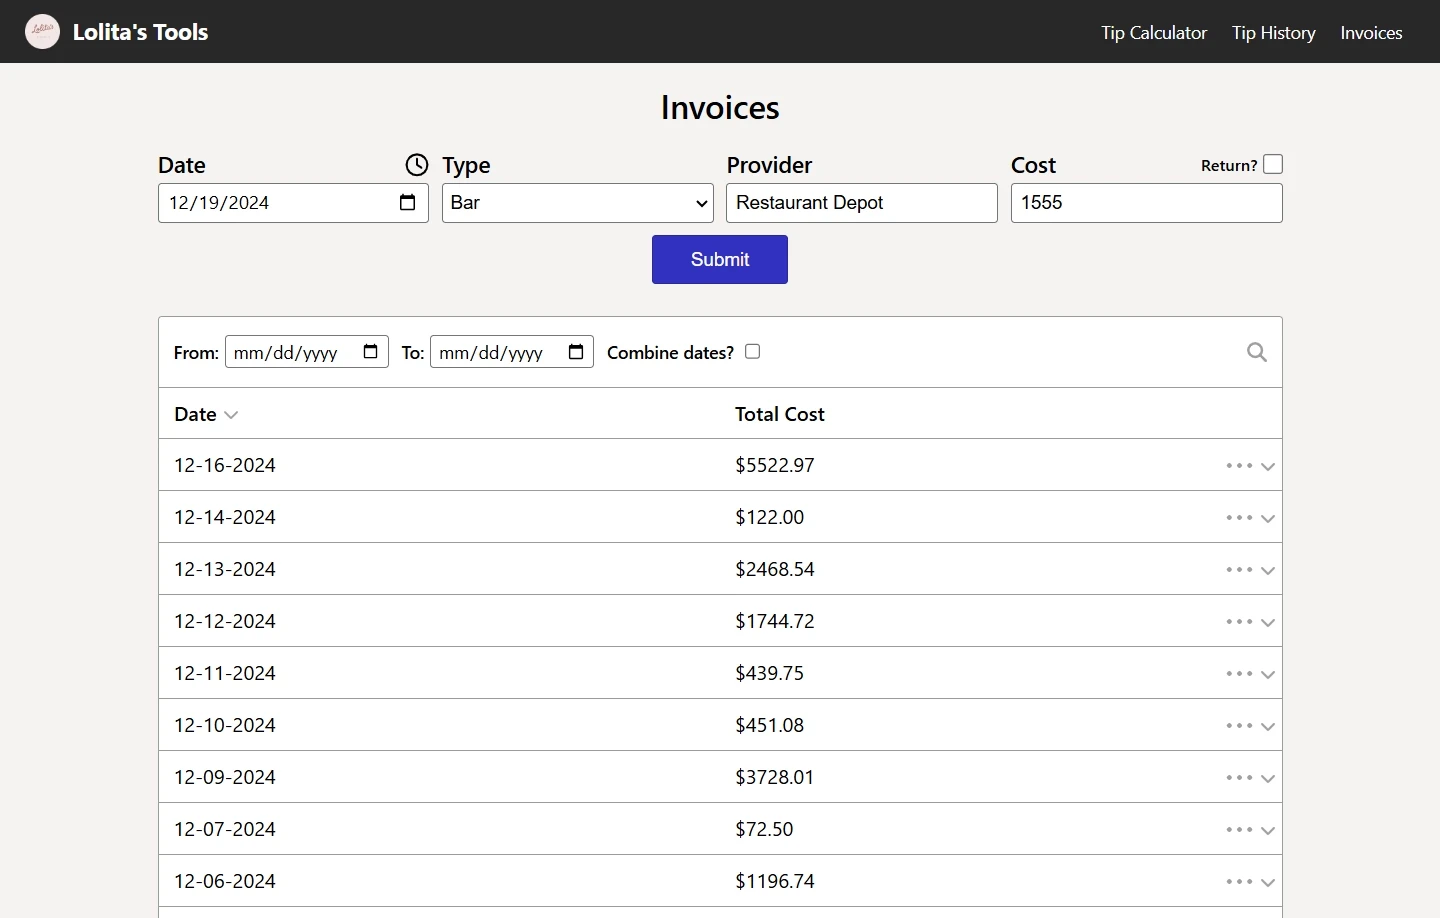 Lolita's Lolita's Tools Tip Calculator Tip History Invoices
Invoices
Date Type Provider Cost Return?
12/19/2024 Bar Restaurant Depot 1555
Submit
From: mm/dd/yyyy To: mm/dd/yyyy Combine dates?
Date Total Cost
12-16-2024 $5522.97
12-14-2024 $122.00
12-13-2024 $2468.54
12-12-2024 $1744.72
12-11-2024 $439.75
12-10-2024 $451.08
12-09-2024 $3728.01
12-07-2024 $72.50
12-06-2024 $1196.74